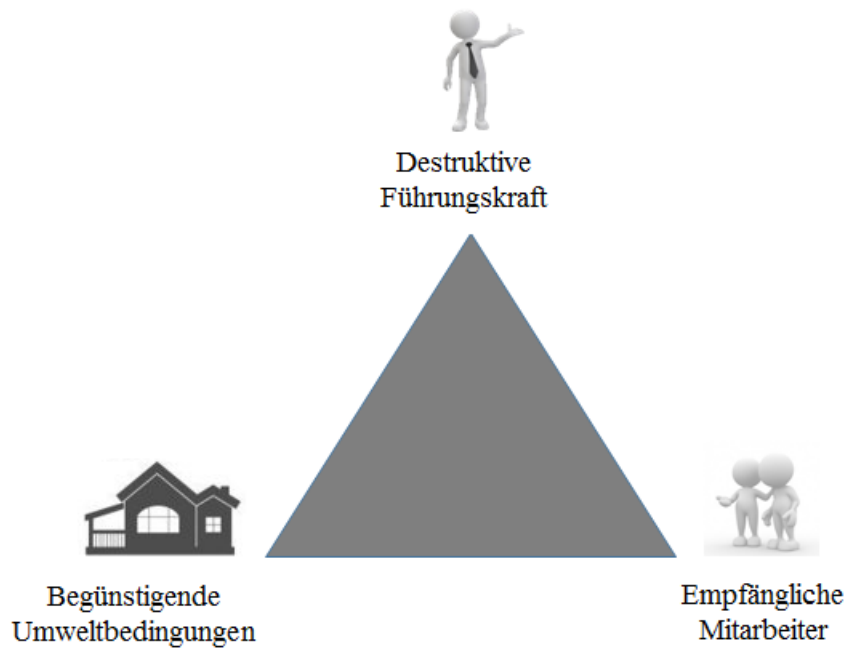 Destruktive
Führungskraft
Begünstigende
Umweltbedingungen
Empfängliche
Mitarbeiter